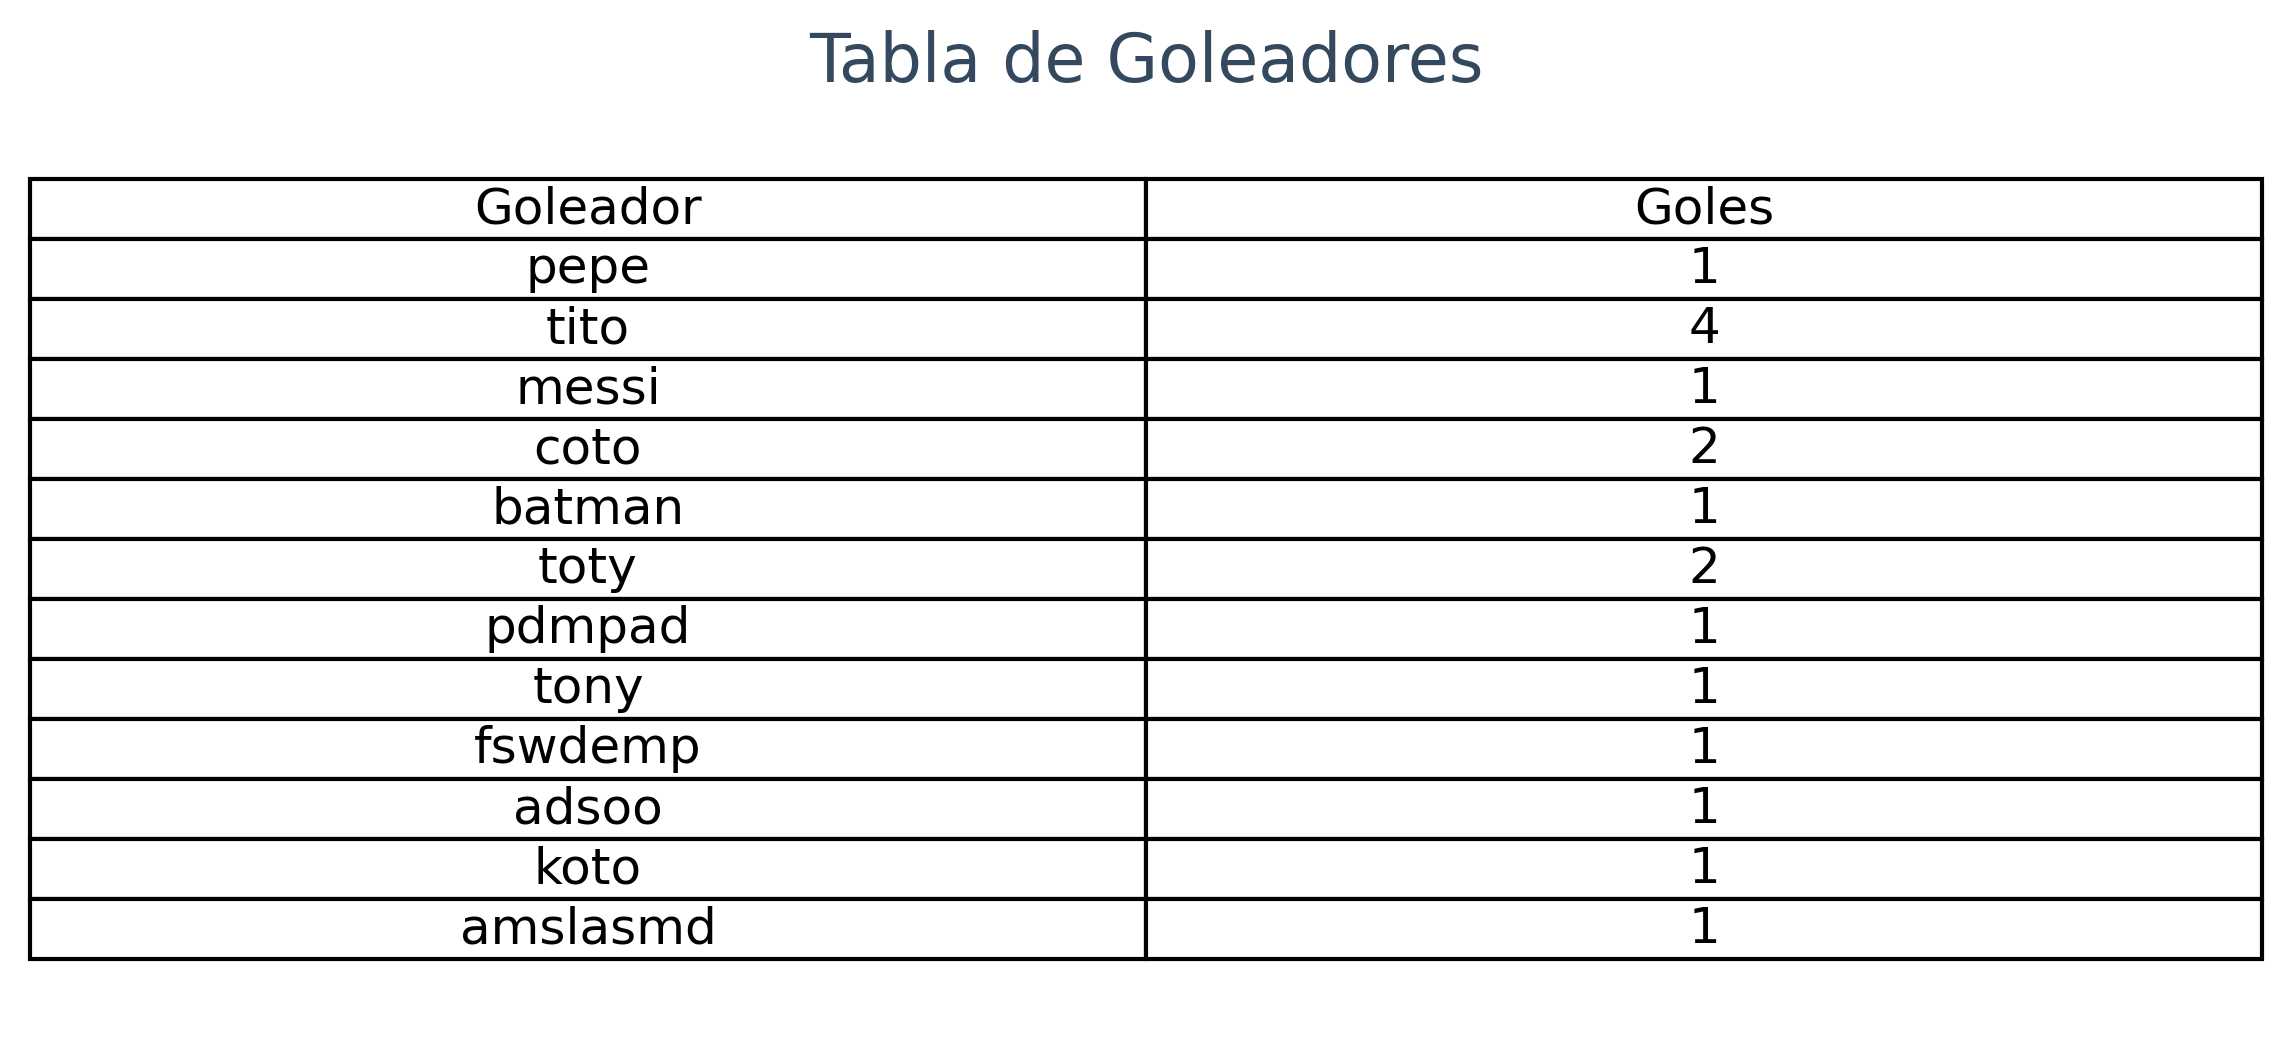 Tabla de Goleadores
Goleador Goles
pepe 1
tito 4
messi 1
coto 2
batman 1
toty 2
pdmpad 1
tony 1
fswdemp 1
adsoo 1
koto 1
amslasmd 1